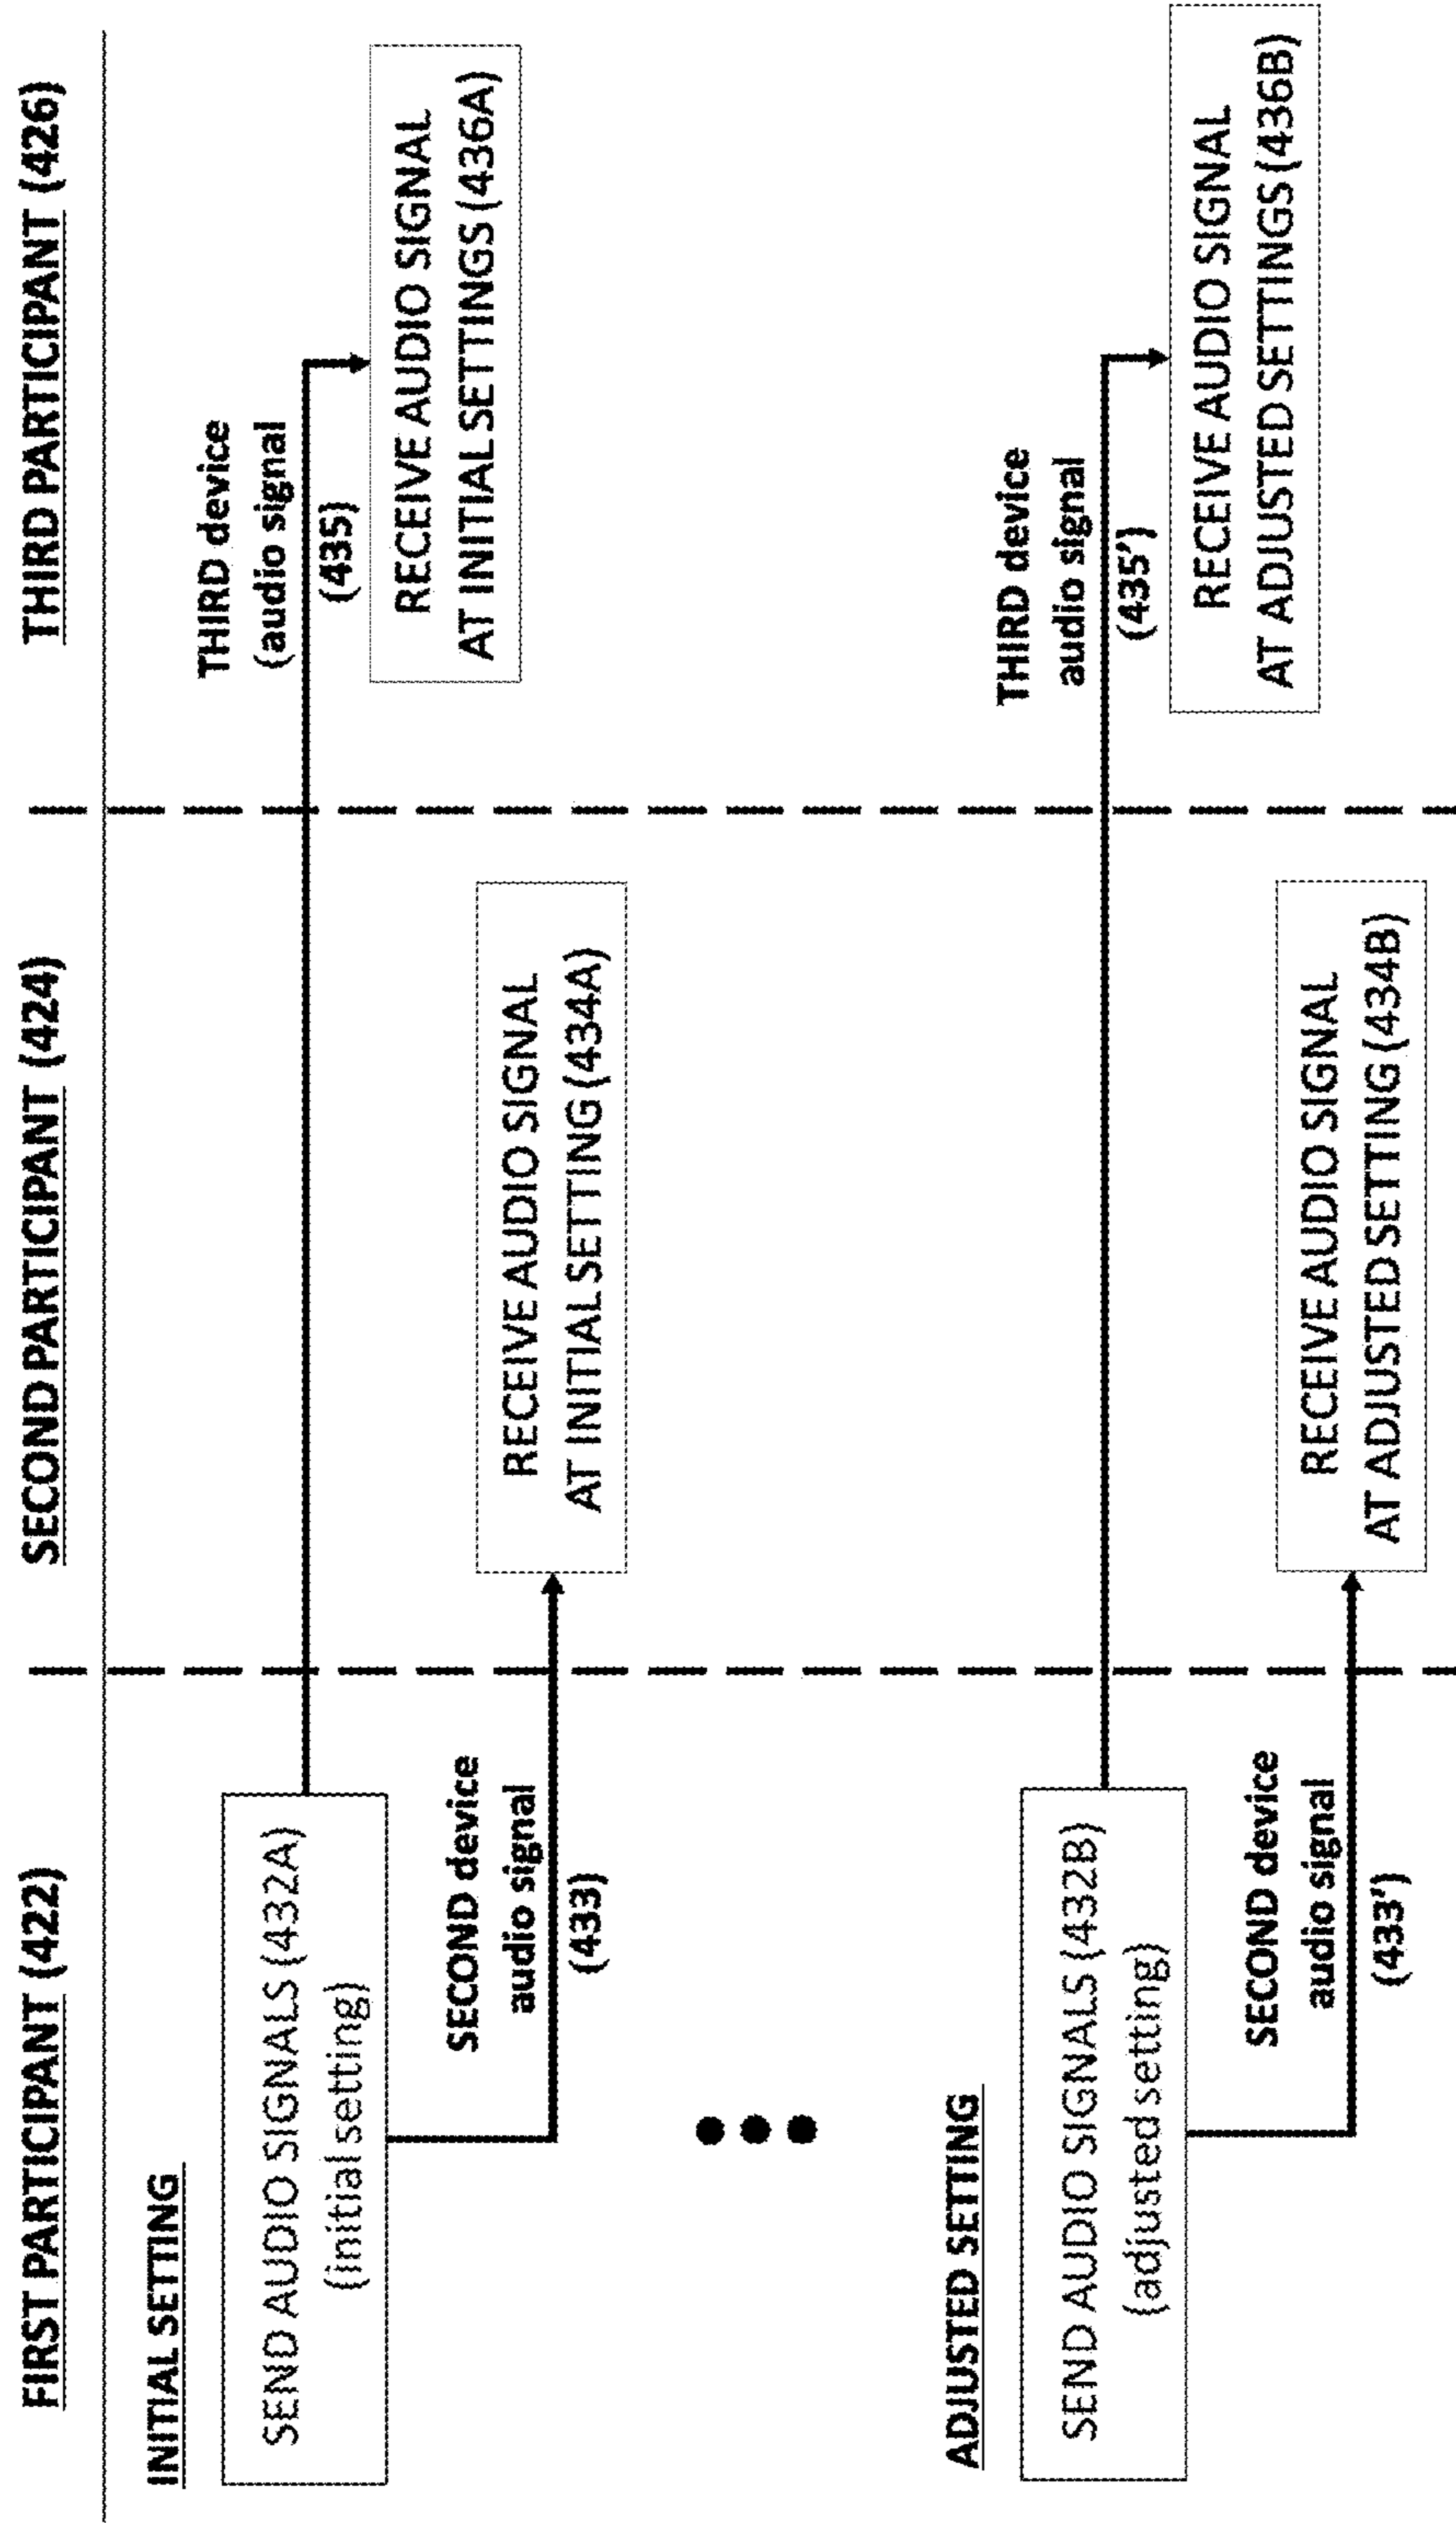 FIRST PARTICIPANT (422)
SECOND PARTICIPANT (424)
THIRD PARTICIPANT (426)
INITIAL SETTING
SEND AUDIO SIGNALS (432A)
(initial setting)
THIRD device
(audio signal
(435)
RECEIVE AUDIO SIGNAL
AT INITIAL SETTINGS (436A)
SECOND device
audio signal
(433)
RECEIVE AUDIO SIGNAL
AT INITIAL SETTING (434A)
ADJUSTED SETTING
SEND AUDIO SIGNALS (432B)
(adjusted setting)
THIRD device
audio signal
(435')
RECEIVE AUDIO SIGNAL
AT ADJUSTED SETTINGS (436B)
SECOND device
audio signal
(433')
RECEIVE AUDIO SIGNAL
AT ADJUSTED SETTING (434B)